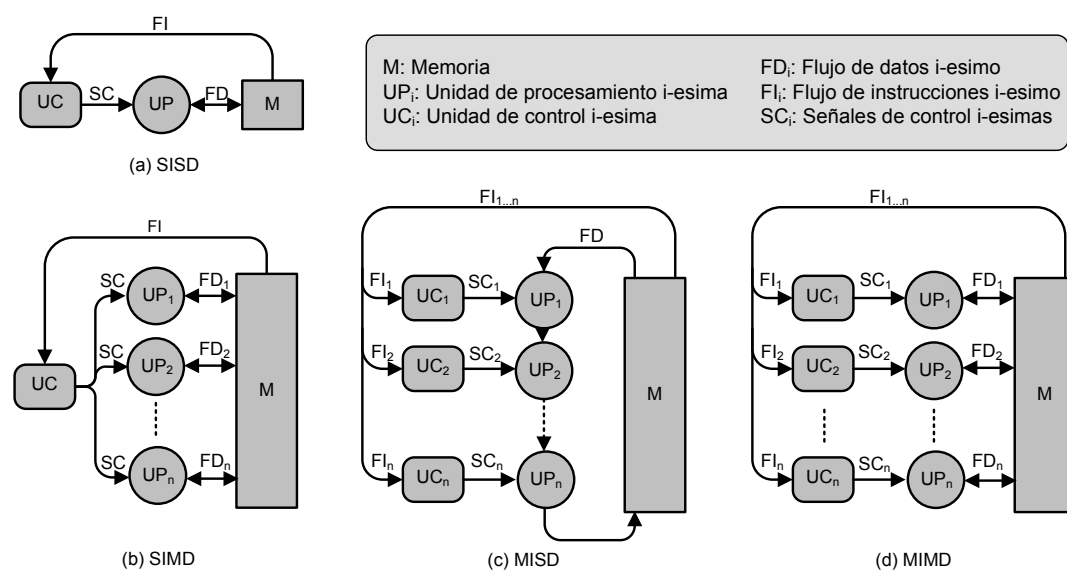 FI
UC SC UP FD M
(a) SISD
M: Memoria
UPi: Unidad de procesamiento i-esima
UCi: Unidad de control i-esima
FDi: Flujo de datos i-esimo
FIi: Flujo de instrucciones i-esimo
SCi: Señales de control i-esimas
FI
SC UP1 FD1
SC UP2 FD2
UC M
SC UPn FDn
(b) SIMD
FI1...n
FD
FI1 UC1 SC1 UP1
FI2 UC2 SC2 UP2
M
FIn UCn SCn UPn
(c) MISD
FI1...n
FI1 UC1 SC1 UP1 FD1
FI2 UC2 SC2 UP2 FD2
M
FIn UCn SCn UPn FDn
(d) MIMD